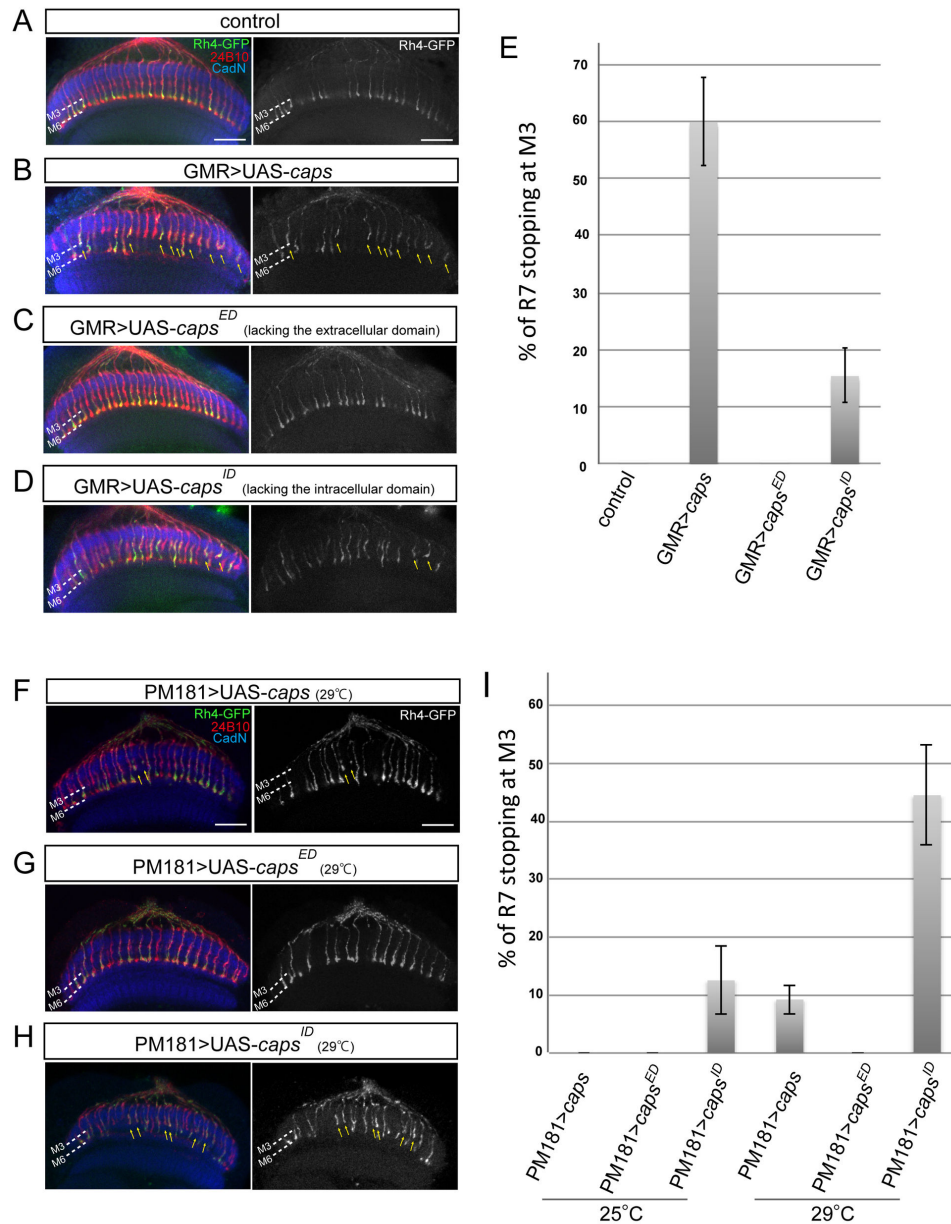 A
control
Rh4-GFP
24B10
CadN
M3
M6
Rh4-GFP
B
GMR>UAS-caps
M3
M6
C
GMR>UAS-caps^ED (lacking the extracellular domain)
M3
M6
D
GMR>UAS-caps^ID (lacking the intracellular domain)
M3
M6
E
% of R7 stopping at M3
70
60
50
40
30
20
10
0
control
GMR>caps
GMR>caps^ED
GMR>caps^ID
F
PM181>UAS-caps (29℃)
Rh4-GFP
24B10
CadN
M3
M6
Rh4-GFP
M3
M6
G
PM181>UAS-caps^ED (29℃)
M3
M6
M3
M6
H
PM181>UAS-caps^ID (29℃)
M3
M6
M3
M6
I
% of R7 stopping at M3
60
50
40
30
20
10
0
PM181>caps
PM181>caps^ED
PM181>caps^ID
PM181>caps
PM181>caps^ED
PM181>caps^ID
25°C
29°C